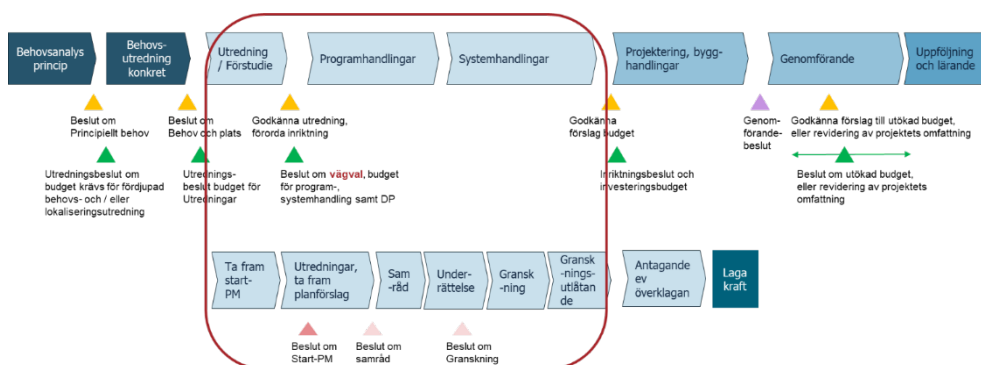 Behovsanalys
princip
Behovs-
utredning
konkret
Utredning
/ Förstudie
Programhandlingar
Systemhandlingar
Projektering, bygg-
handlingar
Genomförande
Uppföljning
och lärande
Beslut om
Principiellt behov
Beslut om
Behov och plats
Godkänna utredning,
förorda inriktning
Godkänna
förslag budget
Genom-
förande-
beslut
Godkänna förslag till utökad budget,
eller revidering av projektets omfattning
Utredningsbeslut om
budget krävs för fördjupad
behovs- och / eller
lokaliseringsutredning
Utrednings-
beslut budget för
Utredningar
Beslut om vägval, budget
för program-,
systemhandling samt DP
Inriktningsbeslut och
investeringsbudget
Beslut om utökad budget,
eller revidering av projektets
omfattning
Ta fram
start-
PM
Utredningar,
ta fram
planförslag
Sam
-råd
Under-
rättelse
Gransk
-ning
Gransk
-nings-
utlåtan
de
Antagande
ev
överklagan
Laga
kraft
Beslut om
Start-PM
Beslut om
samråd
Beslut om
Granskning